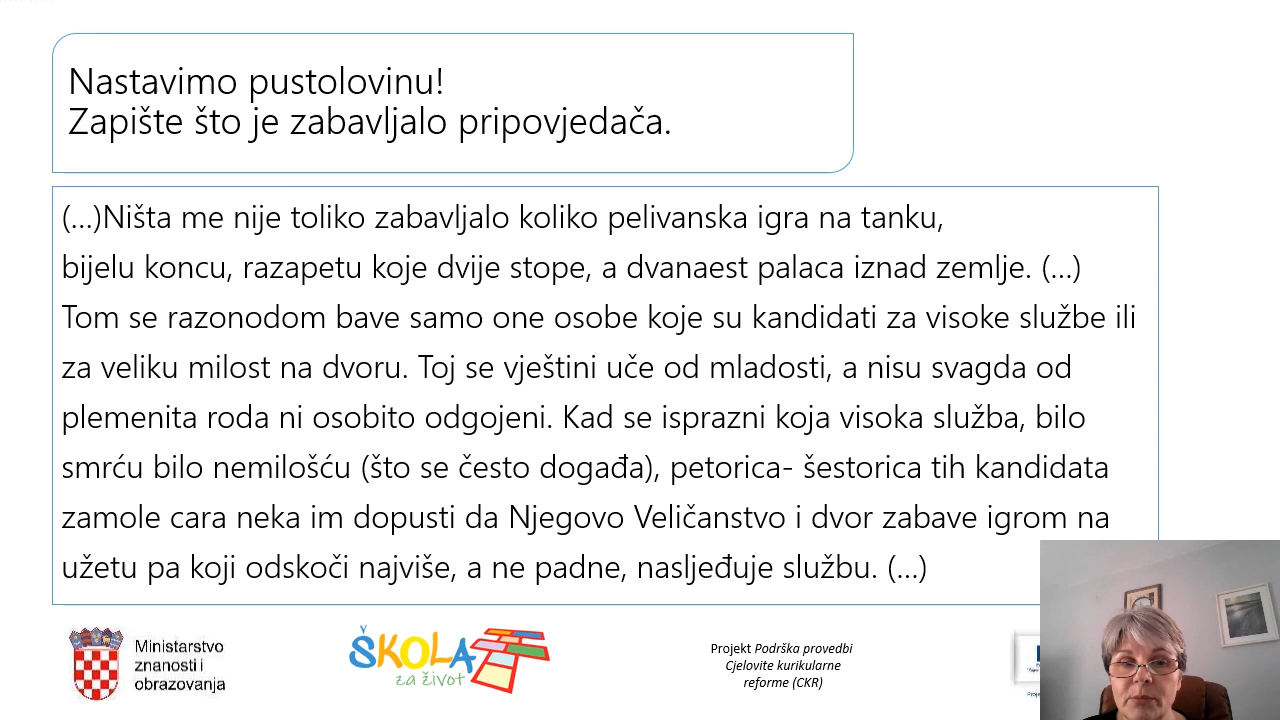 Nastavimo pustolovinu!
Zapište što je zabavljalo pripovjedača.
(...)Ništa me nije toliko zabavljalo koliko pelivanska igra na tanku,
bijelu koncu, razapetu koje dvije stope, a dvanaest palaca iznad zemlje. (...)
Tom se razonodom bave samo one osobe koje su kandidati za visoke službe ili
za veliku milost na dvoru. Toj se vještini uče od mladosti, a nisu svagda od
plemenita roda ni osobito odgojeni. Kad se isprazni koja visoka služba, bilo
smrću bilo nemilošću (što se često događa), petorica- šestorica tih kandidata
zamole cara neka im dopusti da Njegovo Veličanstvo i dvor zabave igrom na
užetu pa koji odskoči najviše, a ne padne, nasljeđuje službu. (...)
Ministarstvo
znanosti i
obrazovanja
ŠKOLA
za život
Projekt Podrška provedbi
Cjelovite kurikularne
reforme (CKR)